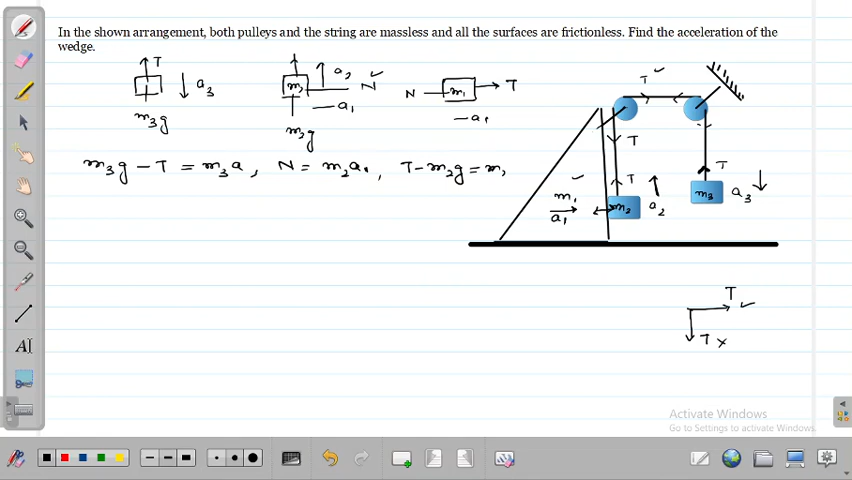 In the shown arrangement, both pulleys and the string are massless and all the surfaces are frictionless. Find the acceleration of the
wedge.
T
a₃
m₃g
m₂
a₂
N
a₁
m₂g
N
m₁
T
a₁
m₃g - T = m₃a , N = m₂a₁ , T - m₂g = m,
T
T
T
T
m₁
a₁
m₂
a₂
m₃
a₃
T
T x
Activate Windows
Go to Settings to activate Windows.
AI